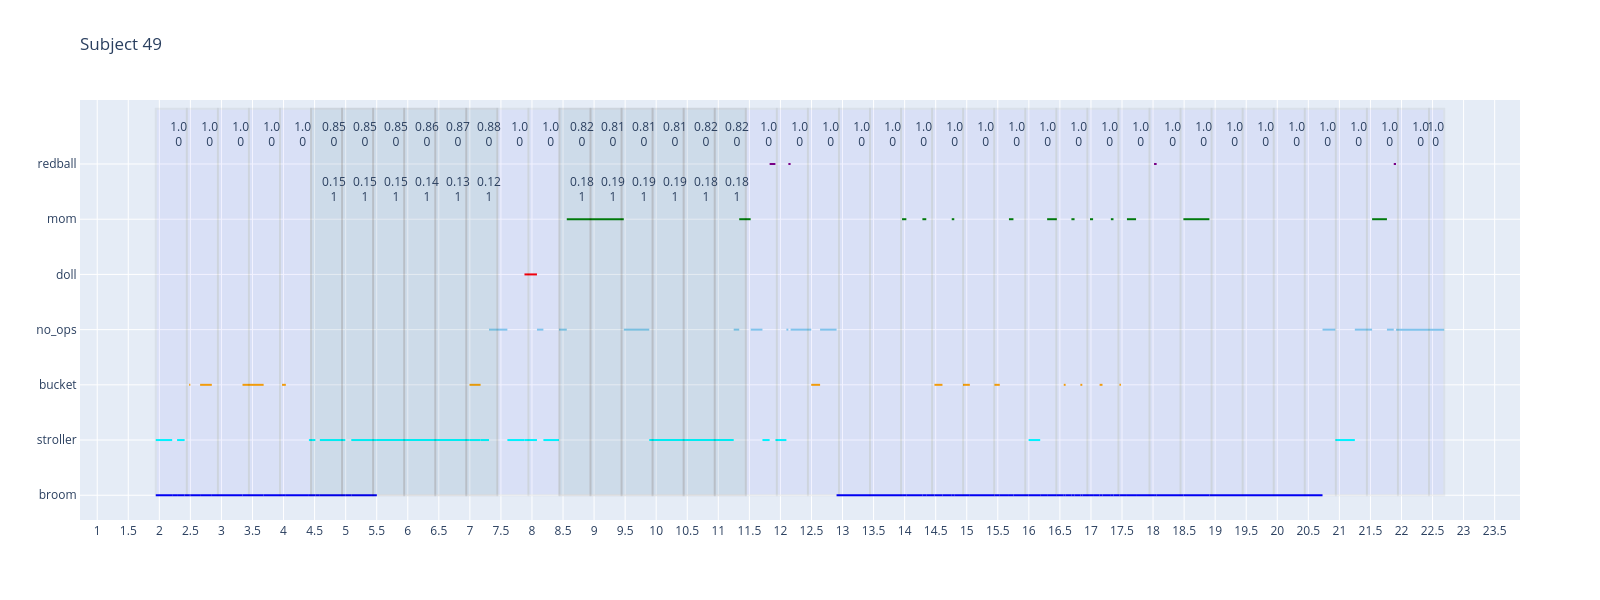 Subject 49
1.0 1.0 1.0 1.0 1.0 0.85 0.85 0.85 0.86 0.87 0.88 1.0 1.0 0.82 0.81 0.81 0.81 0.82 0.82 1.0 1.0 1.0 1.0 1.0 1.0 1.0 1.0 1.0 1.0 1.0 1.0 1.0 1.0 1.0 1.0 1.0 1.0 1.0 1.0 1.0 1.0 1.0
0 0 0 0 0 0 0 0 0 0 0 0 0 0 0 0 0 0 0 0 0 0 0 0 0 0 0 0 0 0 0 0 0 0 0 0 0 0 0 0 0 0
redball
0.15 0.15 0.15 0.14 0.13 0.12 0.18 0.19 0.19 0.19 0.18 0.18
1 1 1 1 1 1 1 1 1 1 1 1
mom
doll
no_ops
bucket
stroller
broom
1 1.5 2 2.5 3 3.5 4 4.5 5 5.5 6 6.5 7 7.5 8 8.5 9 9.5 10 10.5 11 11.5 12 12.5 13 13.5 14 14.5 15 15.5 16 16.5 17 17.5 18 18.5 19 19.5 20 20.5 21 21.5 22 22.5 23 23.5